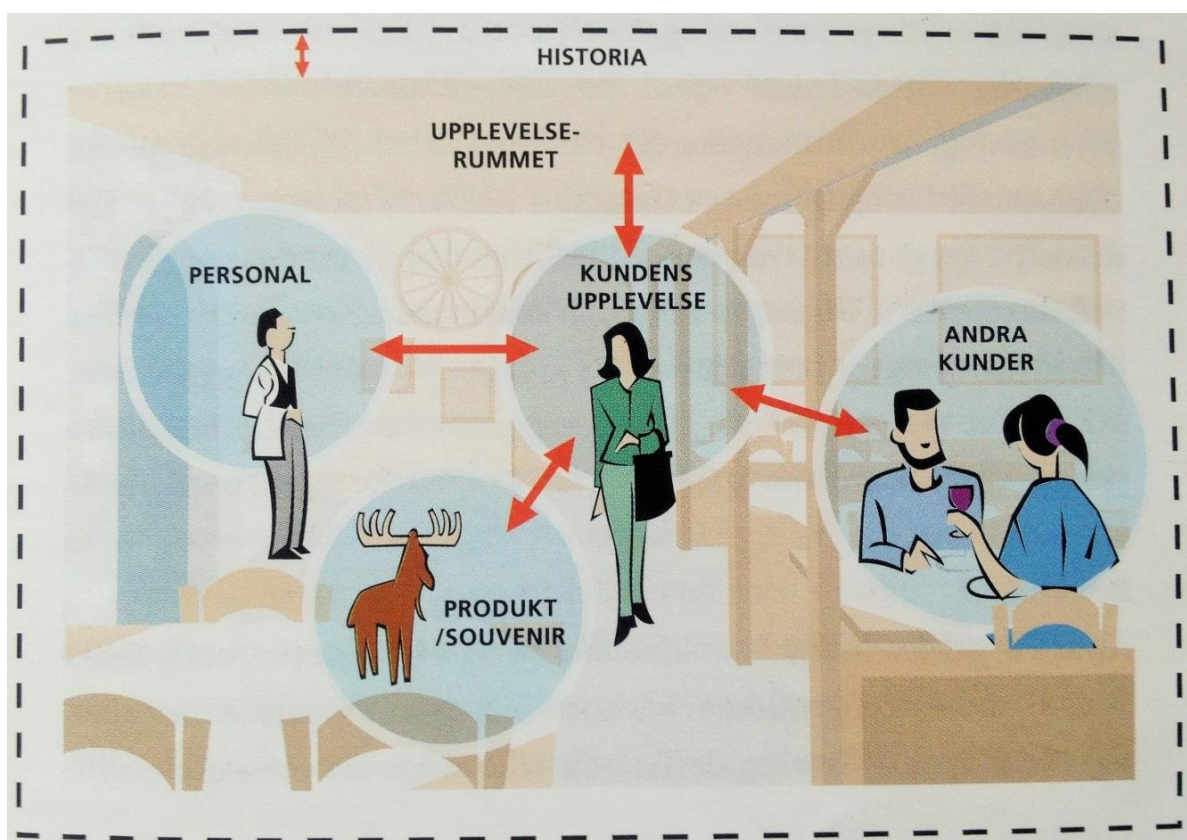 HISTORIA
UPPLEVELSE-
RUMMET
PERSONAL
KUNDENS
UPPLEVELSE
ANDRA
KUNDER
PRODUKT
/SOUVENIR